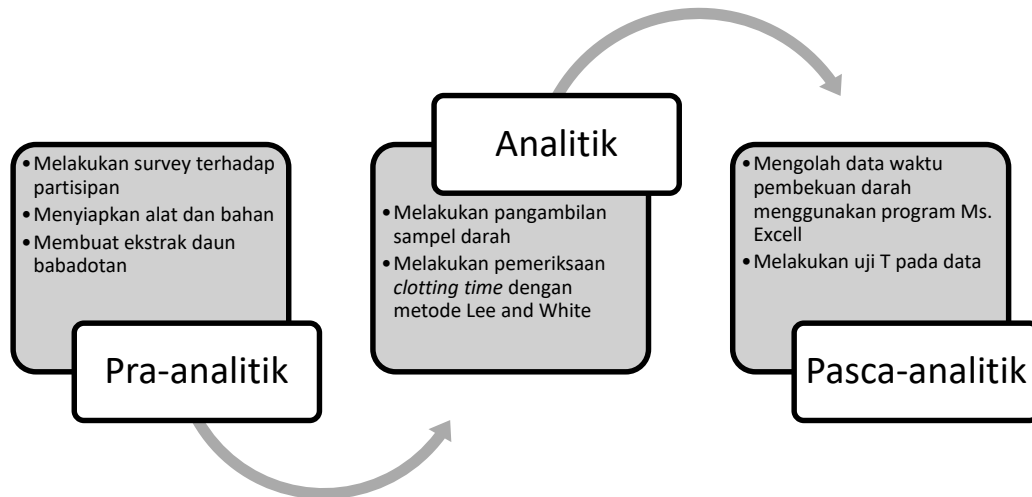 • Melakukan survey terhadap
partisipan
• Menyiapkan alat dan bahan
• Membuat ekstrak daun
babadotan
Pra-analitik
Analitik
• Melakukan pangambilan
sampel darah
• Melakukan pemeriksaan
clotting time dengan
metode Lee and White
• Mengolah data waktu
pembekuan darah
menggunakan program Ms.
Excell
• Melakukan uji T pada data
Pasca-analitik